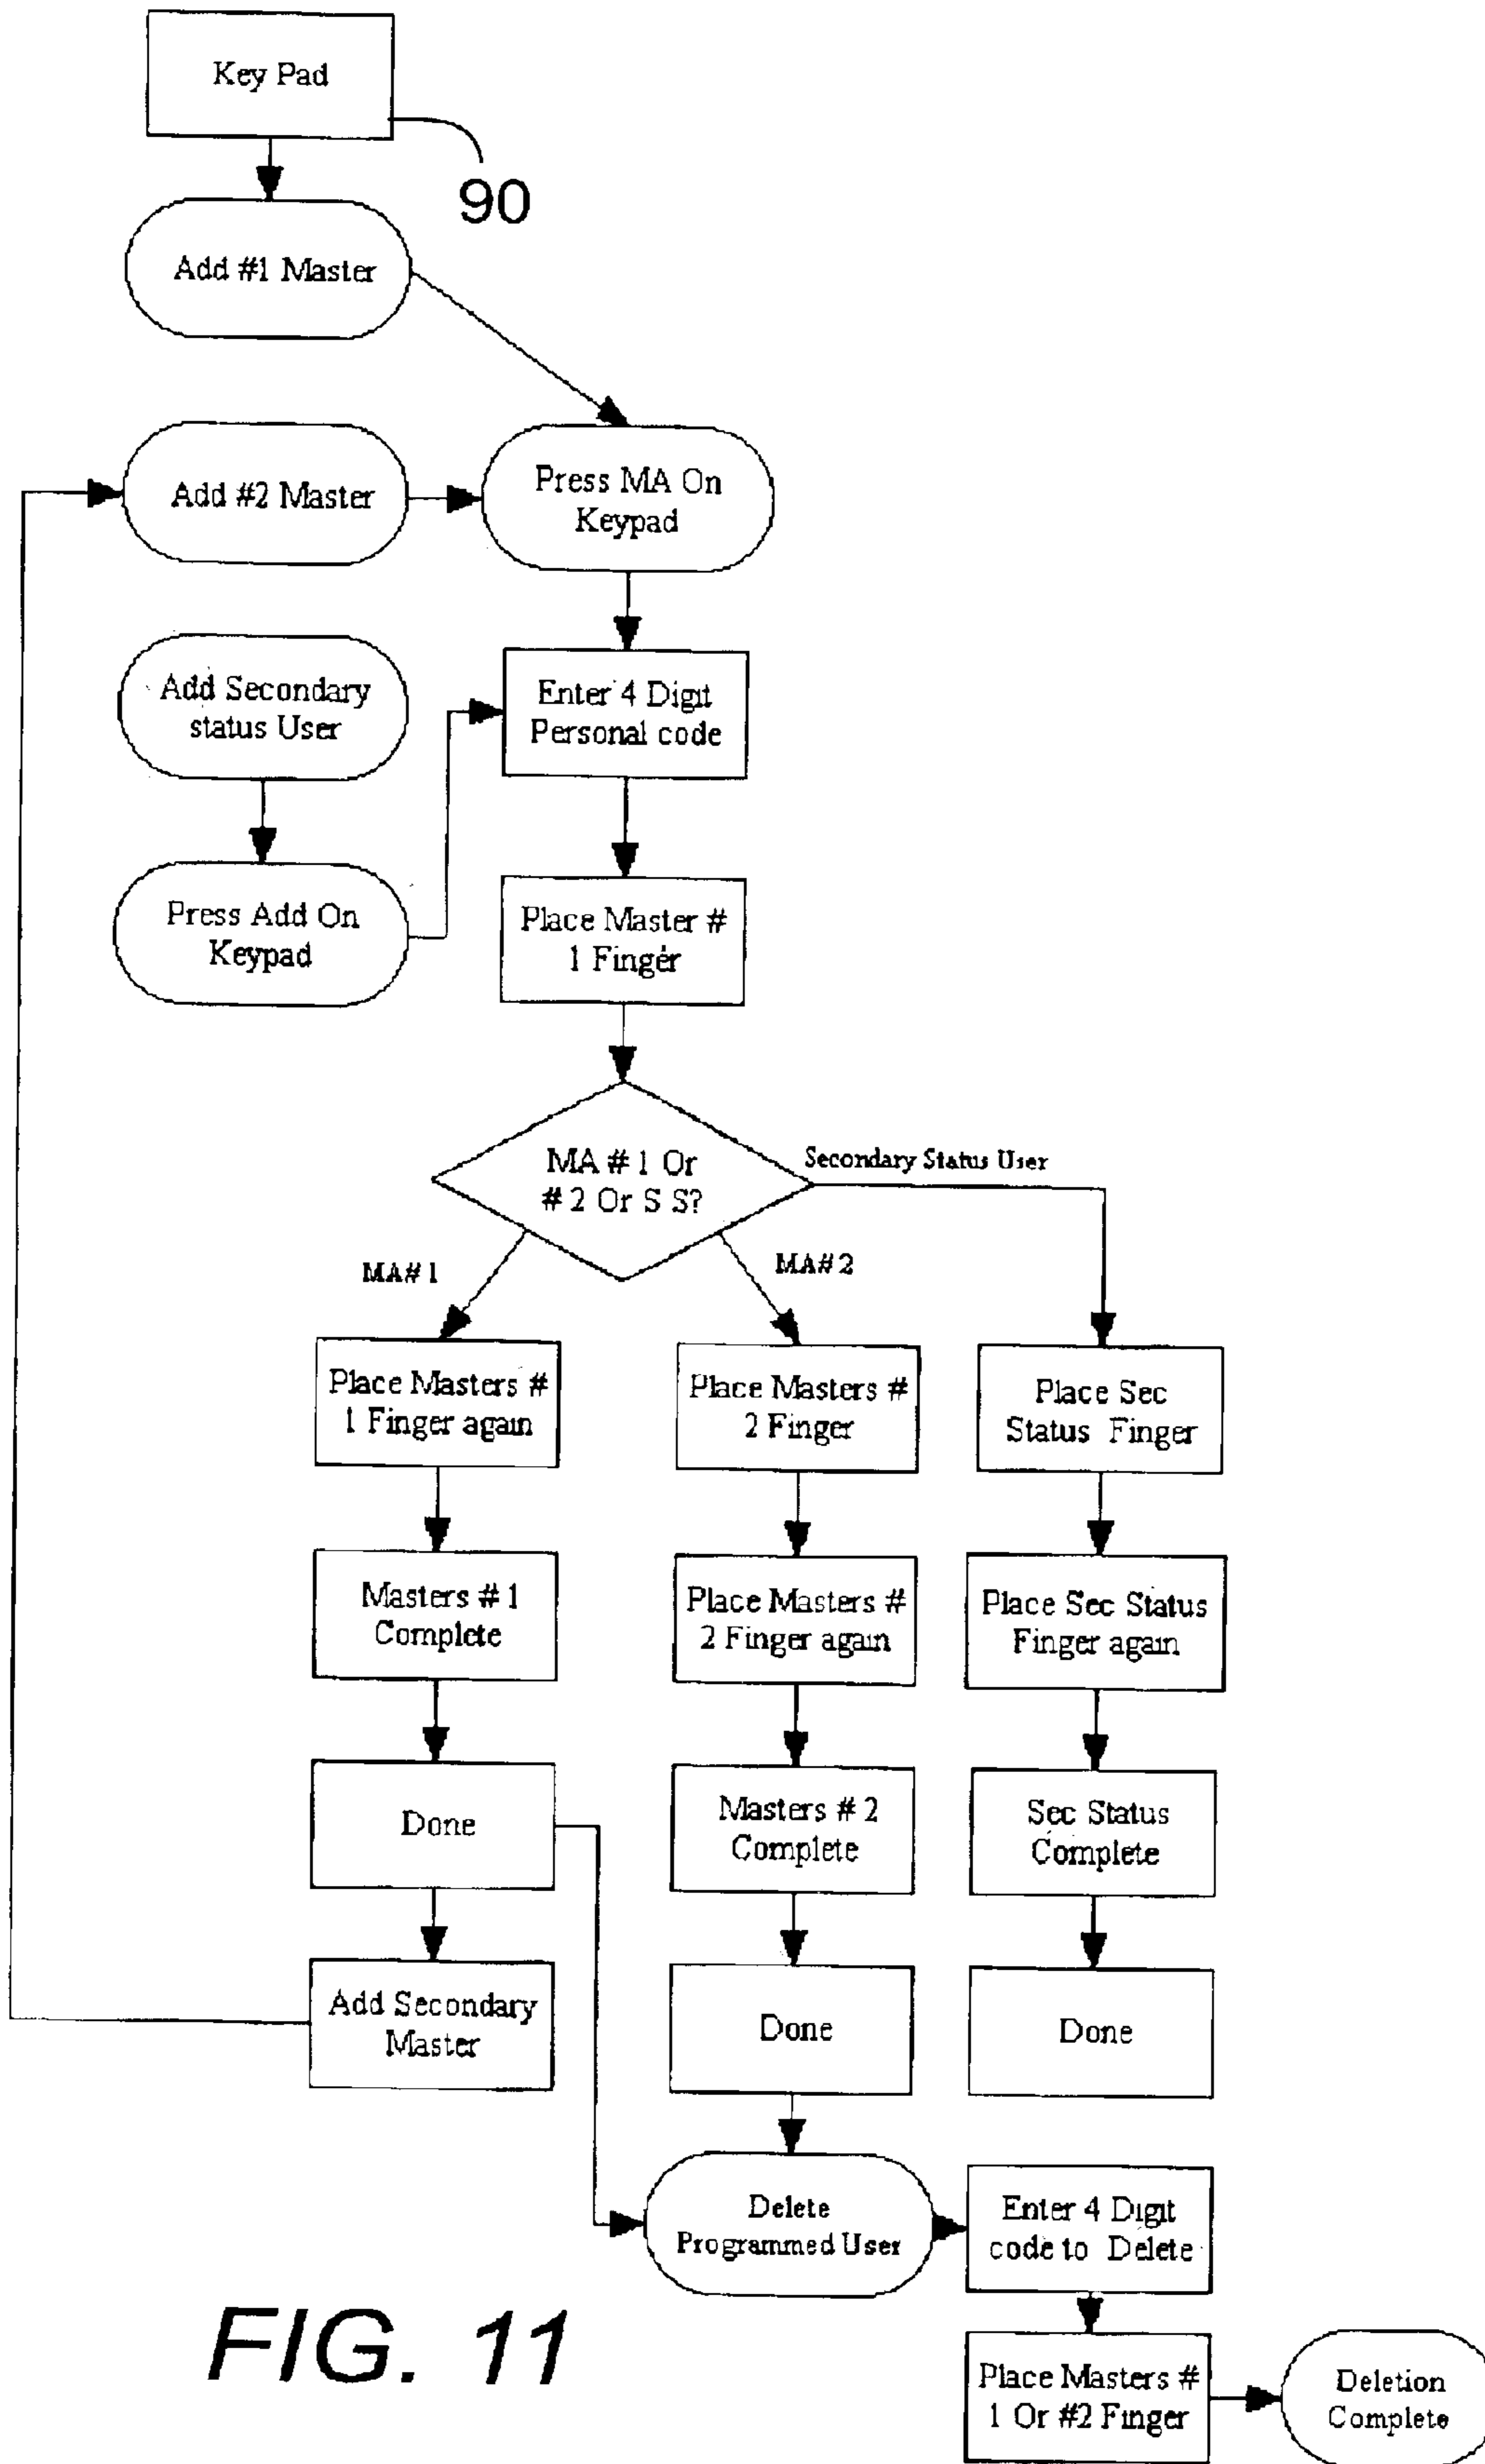 Key Pad
90
Add #1 Master
Add #2 Master
Press MA On
Keypad
Add Secondary
status User
Enter 4 Digit
Personal code
Press Add On
Keypad
Place Master #
1 Finger
MA # 1 Or
# 2 Or S S?
Secondary Status User
MA# 1
MA# 2
Place Masters #
1 Finger again
Place Masters #
2 Finger
Place Sec
Status Finger
Masters # 1
Complete
Place Masters #
2 Finger again
Place Sec Status
Finger again
Done
Masters # 2
Complete
Sec Status
Complete
Add Secondary
Master
Done
Done
Delete
Programmed User
Enter 4 Digit
code to Delete
Place Masters #
1 Or #2 Finger
Deletion
Complete
FIG. 11